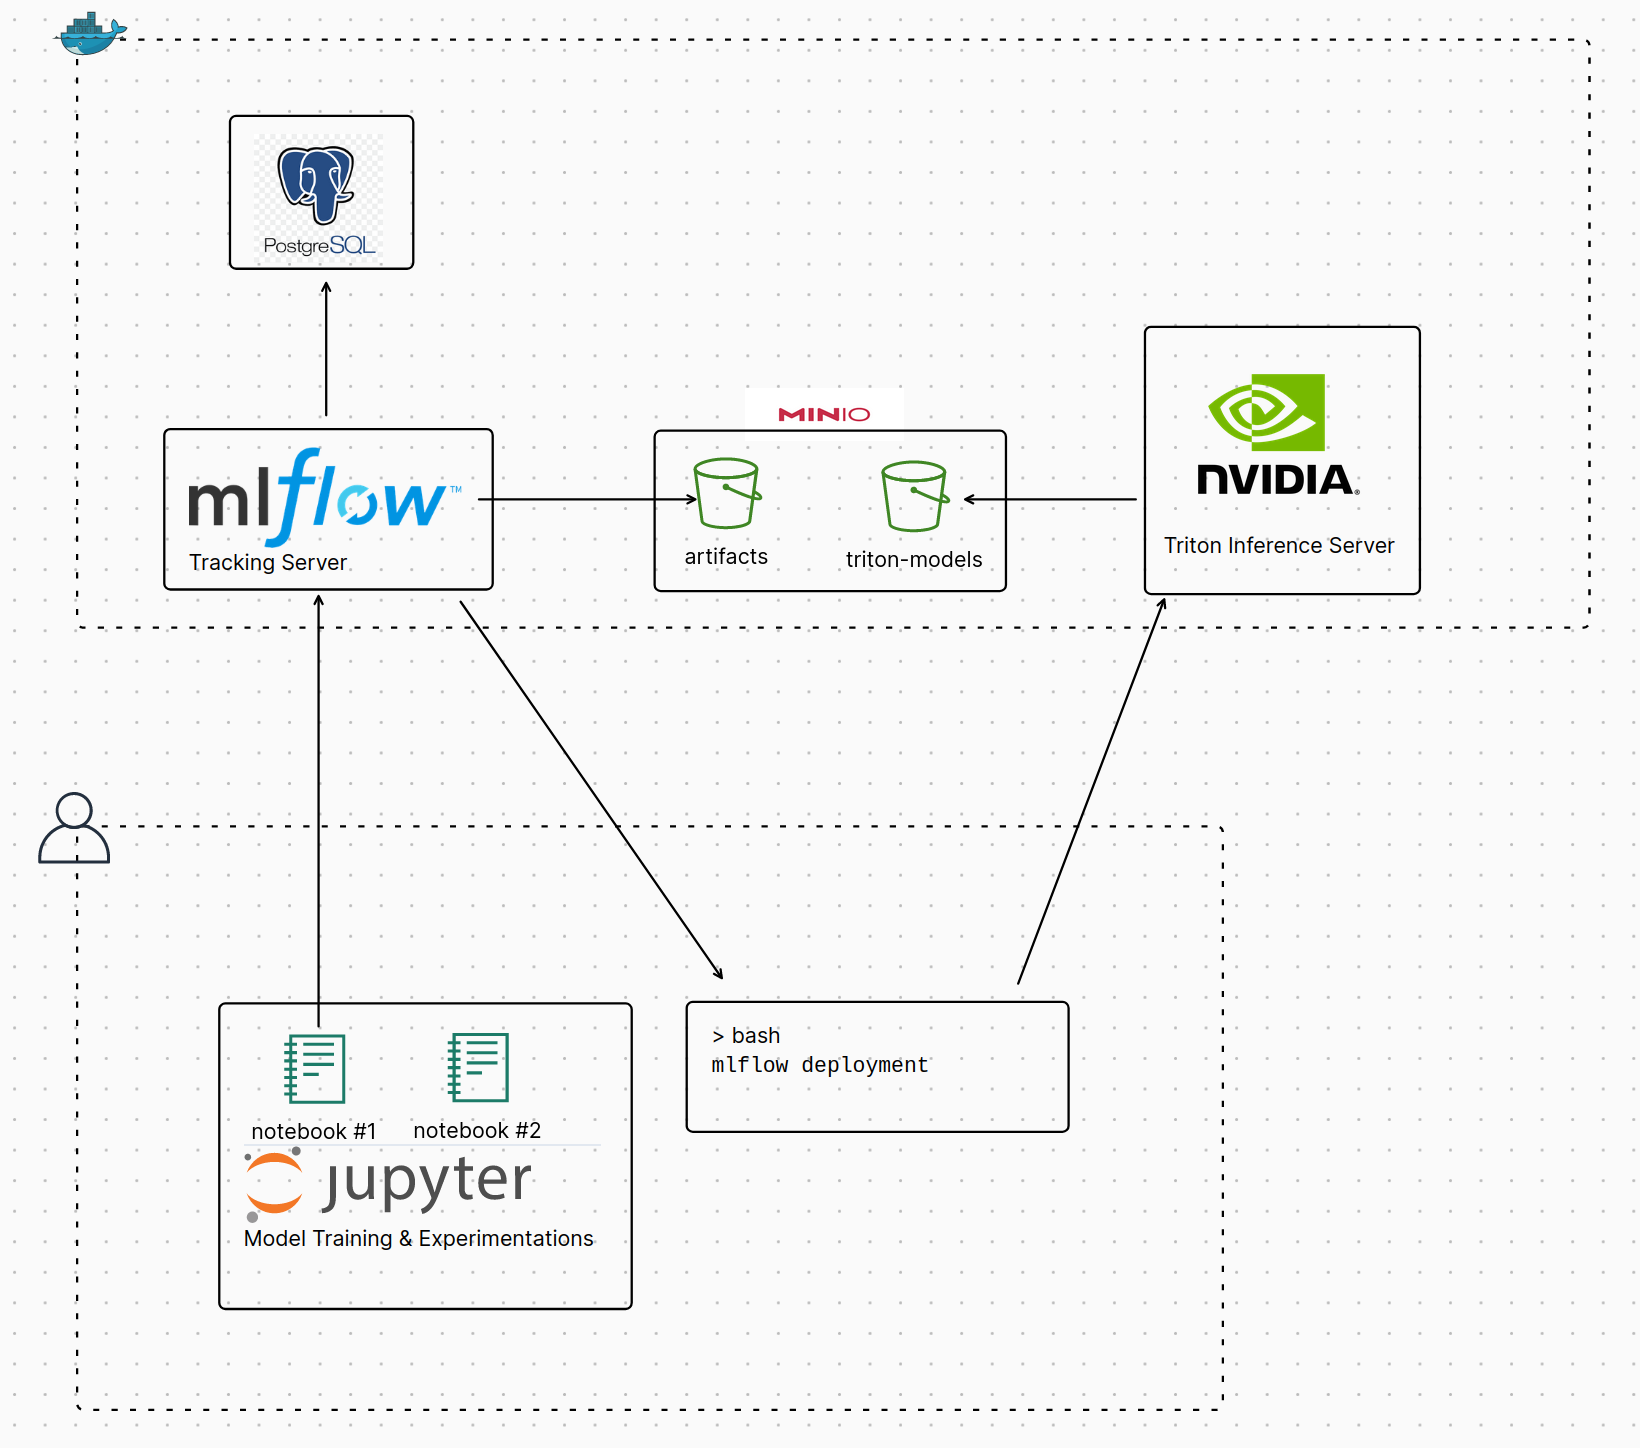 PostgreSQL
MINIO
mlflow™
Tracking Server
artifacts
triton-models
NVIDIA®
Triton Inference Server
> bash
mlflow deployment
notebook #1
notebook #2
jupyter
Model Training & Experimentations